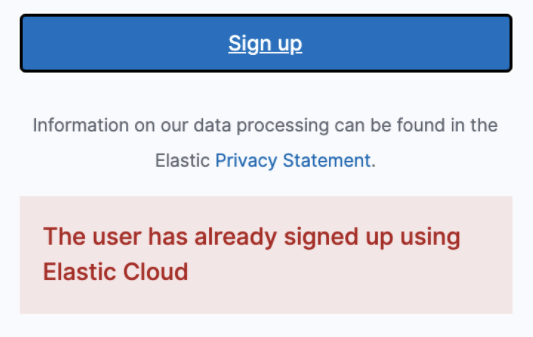 Sign up
Information on our data processing can be found in the
Elastic Privacy Statement.
The user has already signed up using
Elastic Cloud